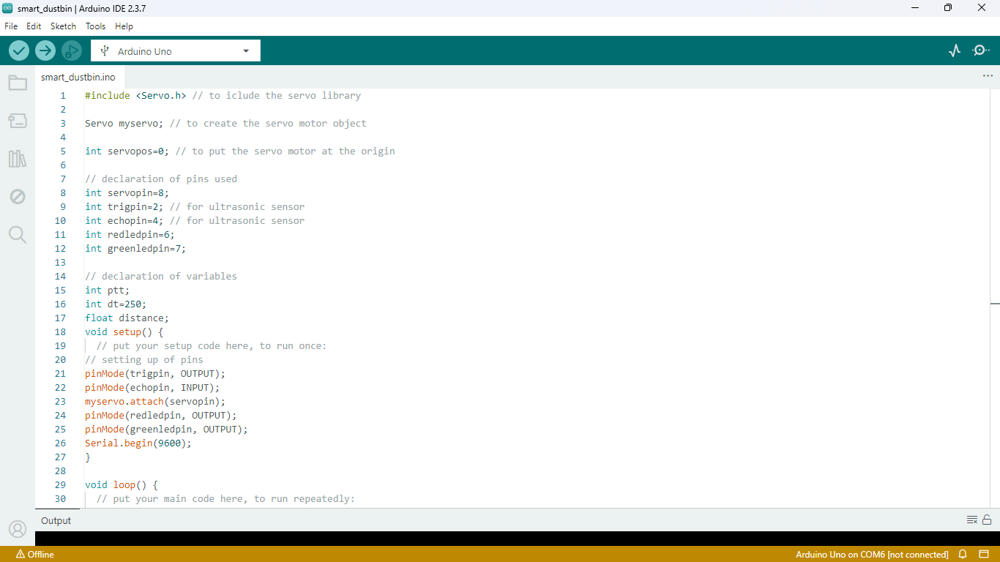 smart_dustbin | Arduino IDE 2.3.7
File Edit Sketch Tools Help
Arduino Uno
smart_dustbin.ino
1 #include <Servo.h> // to iclude the servo library
2
3 Servo myservo; // to create the servo motor object
4
5 int servopos=0; // to put the servo motor at the origin
6
7 // declaration of pins used
8 int servopin=8;
9 int trigpin=2; // for ultrasonic sensor
10 int echopin=4; // for ultrasonic sensor
11 int redledpin=6;
12 int greenledpin=7;
13
14 // declaration of variables
15 int ptt;
16 int dt=250;
17 float distance;
18 void setup() {
19 // put your setup code here, to run once:
20 // setting up of pins
21 pinMode(trigpin, OUTPUT);
22 pinMode(echopin, INPUT);
23 myservo.attach(servopin);
24 pinMode(redledpin, OUTPUT);
25 pinMode(greenledpin, OUTPUT);
26 Serial.begin(9600);
27 }
28
29 void loop() {
30 // put your main code here, to run repeatedly:
Output
Offline
Arduino Uno on COM6 [not connected]